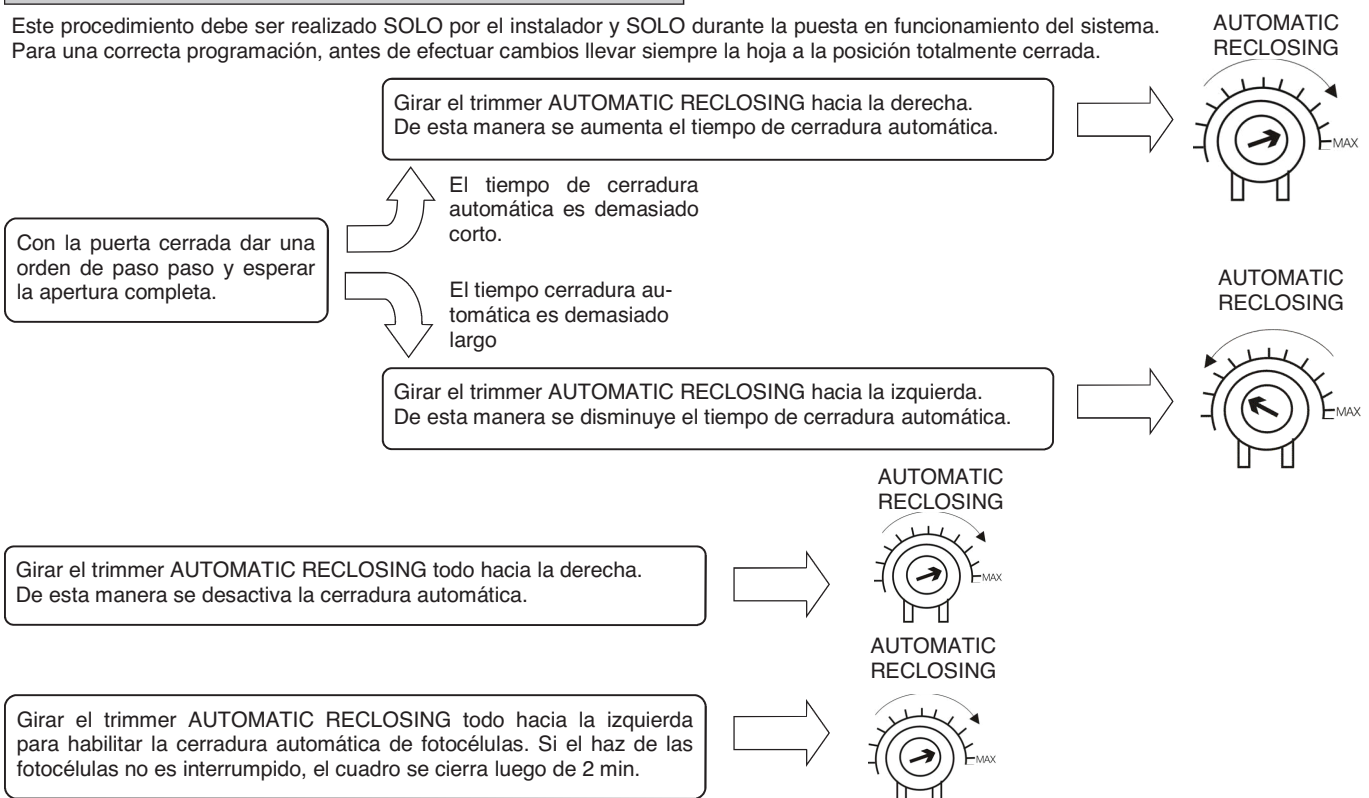 Este procedimiento debe ser realizado SOLO por el instalador y SOLO durante la puesta en funcionamiento del sistema.
Para una correcta programación, antes de efectuar cambios llevar siempre la hoja a la posición totalmente cerrada.
AUTOMATIC
RECLOSING
Girar el trimmer AUTOMATIC RECLOSING hacia la derecha.
De esta manera se aumenta el tiempo de cerradura automática.
MAX
El tiempo de cerradura
automática es demasiado
corto.
Con la puerta cerrada dar una
orden de paso paso y esperar
la apertura completa.
El tiempo cerradura au-
tomática es demasiado
largo
AUTOMATIC
RECLOSING
Girar el trimmer AUTOMATIC RECLOSING hacia la izquierda.
De esta manera se disminuye el tiempo de cerradura automática.
MAX
AUTOMATIC
RECLOSING
Girar el trimmer AUTOMATIC RECLOSING todo hacia la derecha.
De esta manera se desactiva la cerradura automática.
MAX
AUTOMATIC
RECLOSING
Girar el trimmer AUTOMATIC RECLOSING todo hacia la izquierda
para habilitar la cerradura automática de fotocélulas. Si el haz de las
fotocélulas no es interrumpido, el cuadro se cierra luego de 2 min.
MAX